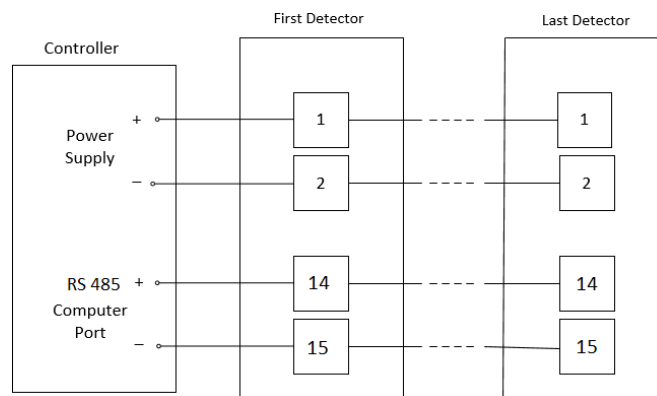 First Detector
Last Detector
Controller
+
Power
Supply
–
1
1
2
2
RS 485 +
Computer
Port
–
14
14
15
15